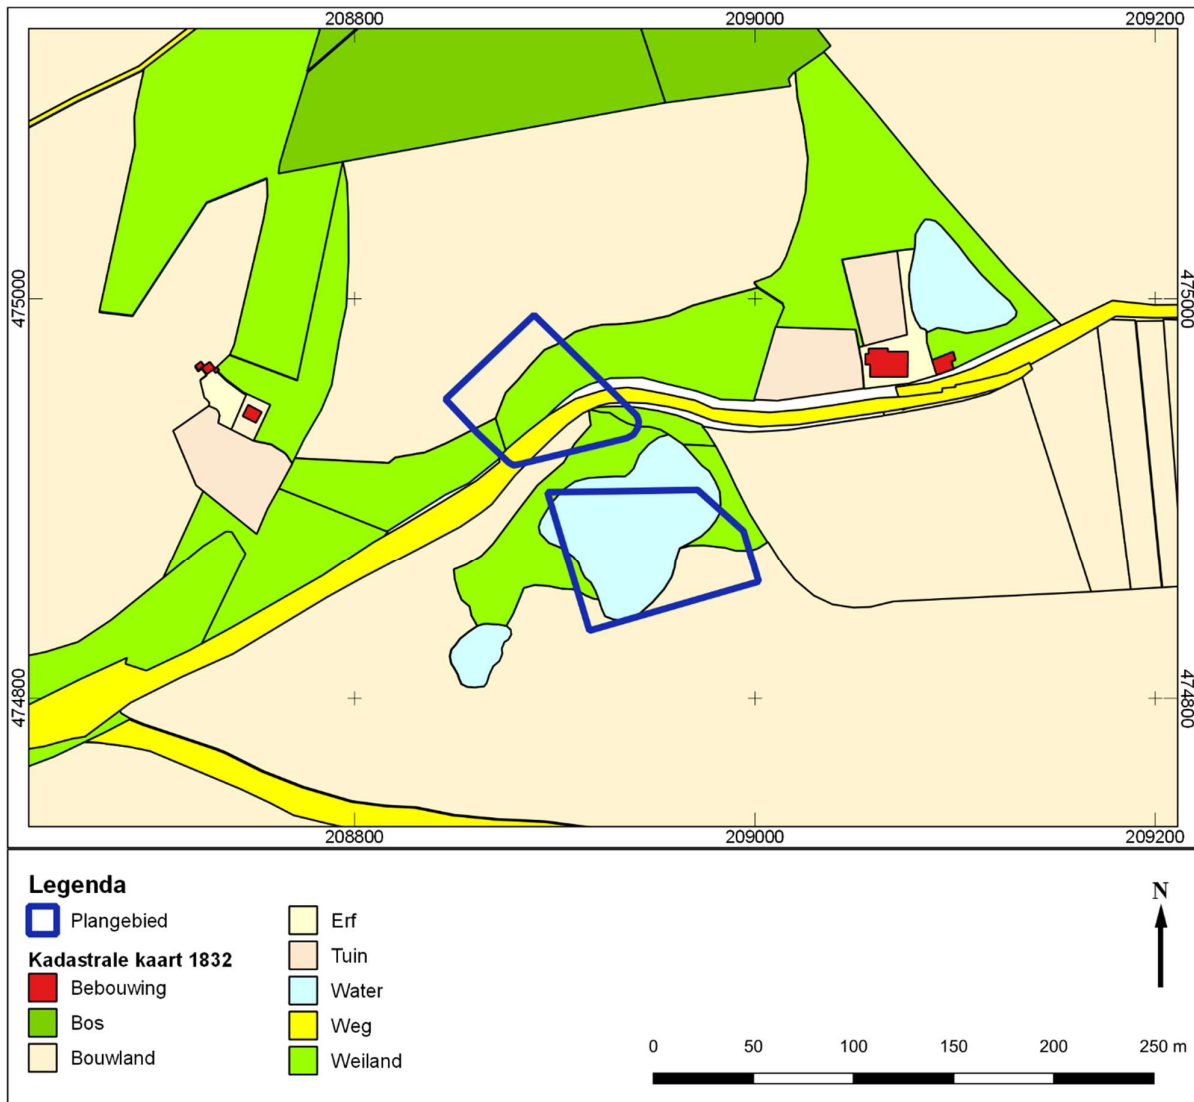 208800 209000 209200
475000 475000
474800 474800
208800 209000 209200
Legenda
Plangebied
Kadastrale kaart 1832
Bebouwing
Bos
Bouwland
Erf
Tuin
Water
Weg
Weiland
N
0 50 100 150 200 250 m